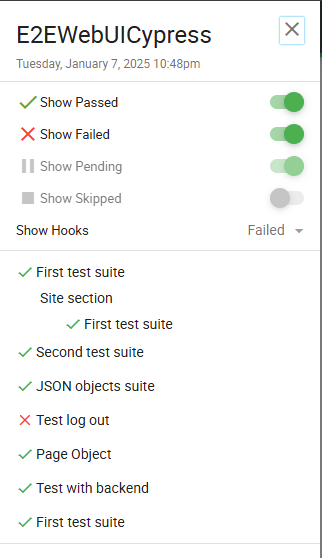 E2EWebUICypress
Tuesday, January 7, 2025 10:48pm
Show Passed
Show Failed
Show Pending
Show Skipped
Show Hooks Failed
First test suite
Site section
First test suite
Second test suite
JSON objects suite
Test log out
Page Object
Test with backend
First test suite